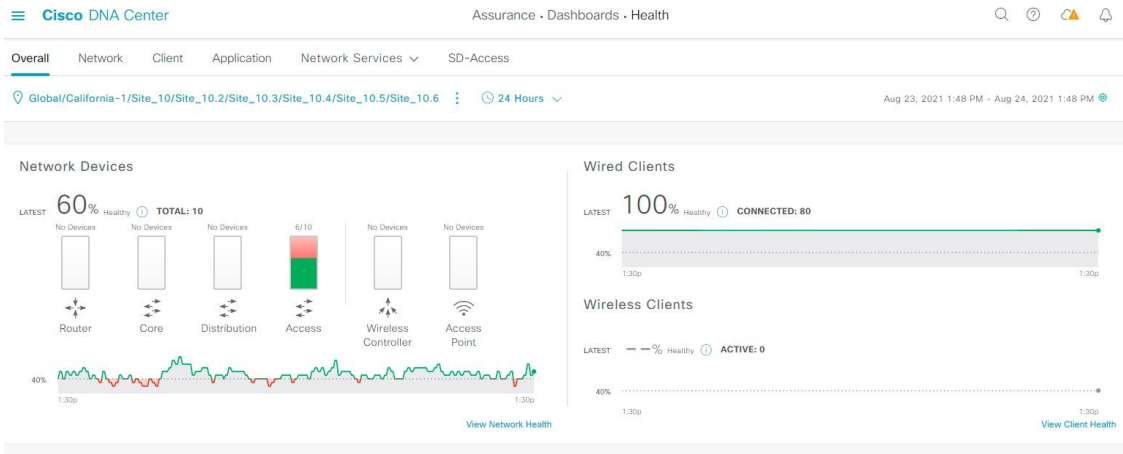 Cisco DNA Center
Assurance · Dashboards · Health
Overall Network Client Application Network Services SD-Access
Global/California-1/Site_10/Site_10.2/Site_10.3/Site_10.4/Site_10.5/Site_10.6
24 Hours
Aug 23, 2021 1:48 PM - Aug 24, 2021 1:48 PM
Network Devices
LATEST 60% Healthy TOTAL: 10
No Devices No Devices No Devices 6/10 No Devices No Devices
Router Core Distribution Access Wireless Controller Access Point
40%
1:30p 1:30p
View Network Health
Wired Clients
LATEST 100% Healthy CONNECTED: 80
40%
1:30p 1:30p
Wireless Clients
LATEST --% Healthy ACTIVE: 0
40%
1:30p 1:30p
View Client Health